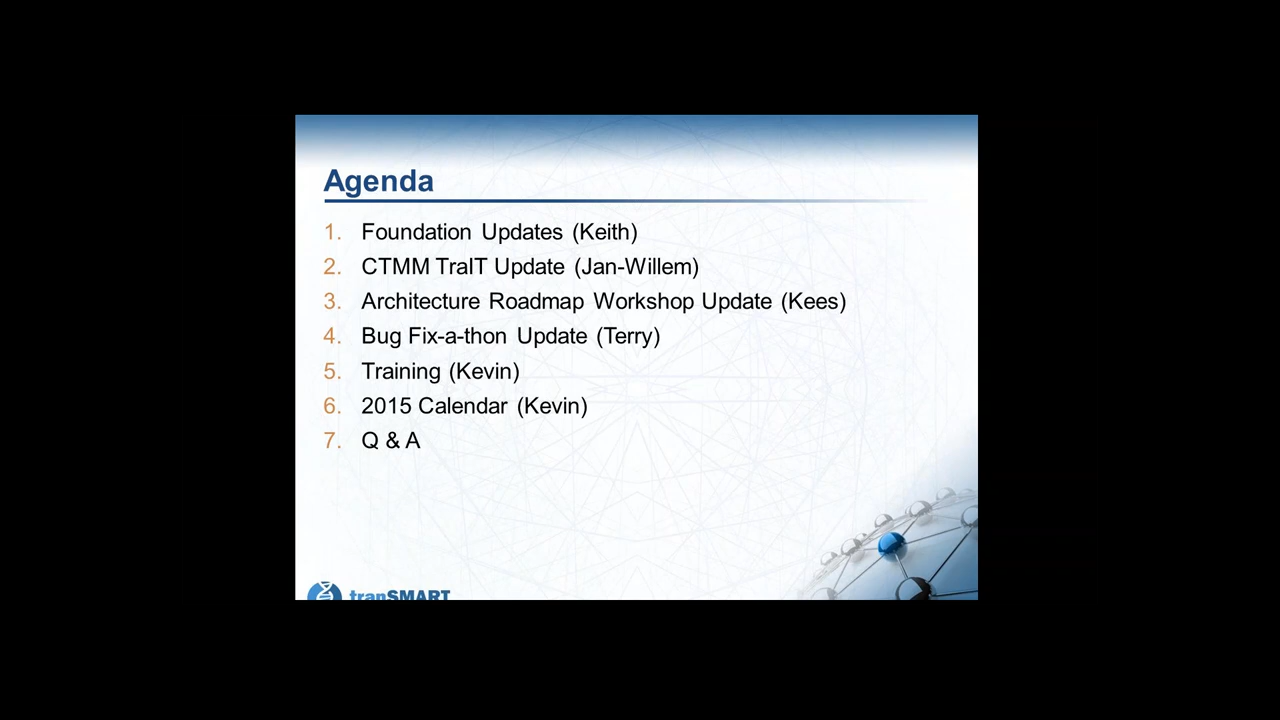 Agenda
1. Foundation Updates (Keith)
2. CTMM TraIT Update (Jan-Willem)
3. Architecture Roadmap Workshop Update (Kees)
4. Bug Fix-a-thon Update (Terry)
5. Training (Kevin)
6. 2015 Calendar (Kevin)
7. Q & A
tranSMART